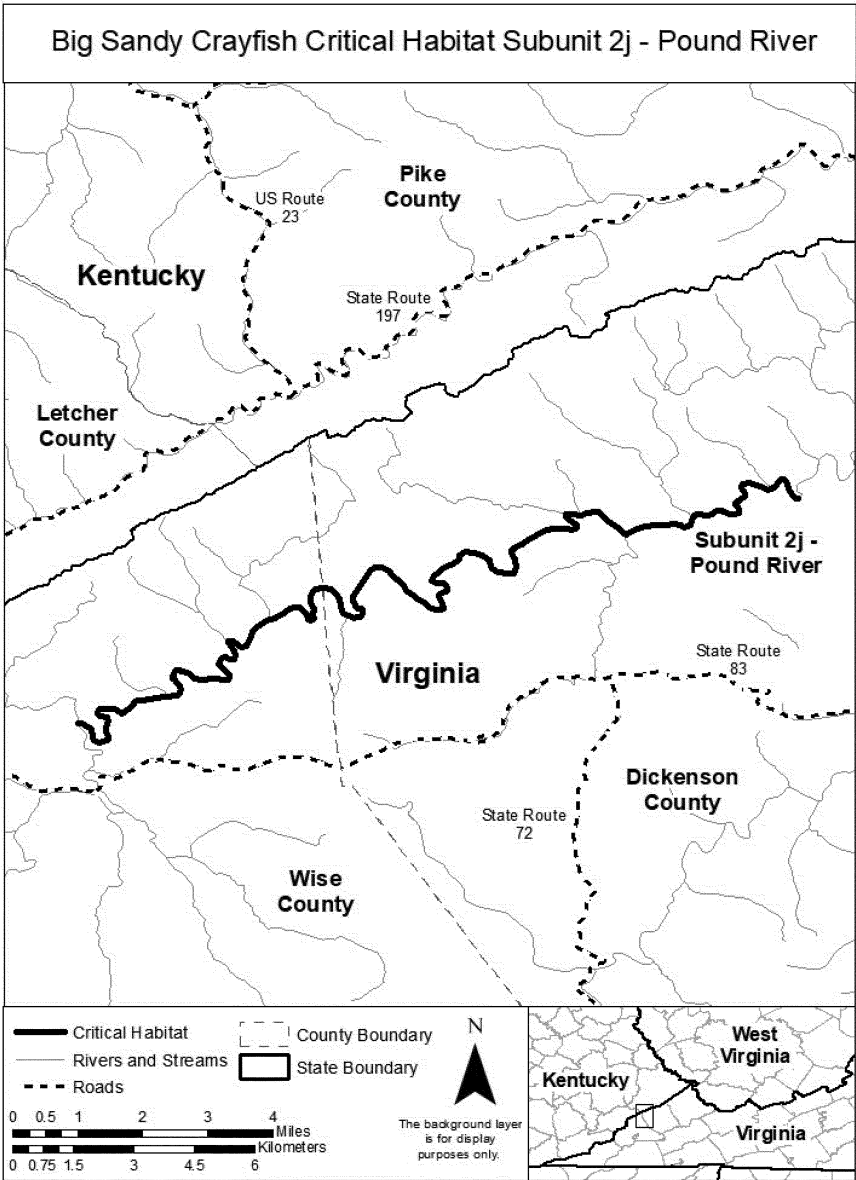 Big Sandy Crayfish Critical Habitat Subunit 2j - Pound River
Pike
County
US Route
23
Kentucky
State Route
197
Letcher
County
Subunit 2j -
Pound River
Virginia
State Route
83
Dickenson
County
State Route
72
Wise
County
Critical Habitat
Rivers and Streams
Roads
County Boundary
State Boundary
N
The background layer
is for display
purposes only.
0 0.5 1 2 3 4
Miles
Kilometers
0 0.75 1.5 3 4.5 6
West
Virginia
Kentucky
Virginia